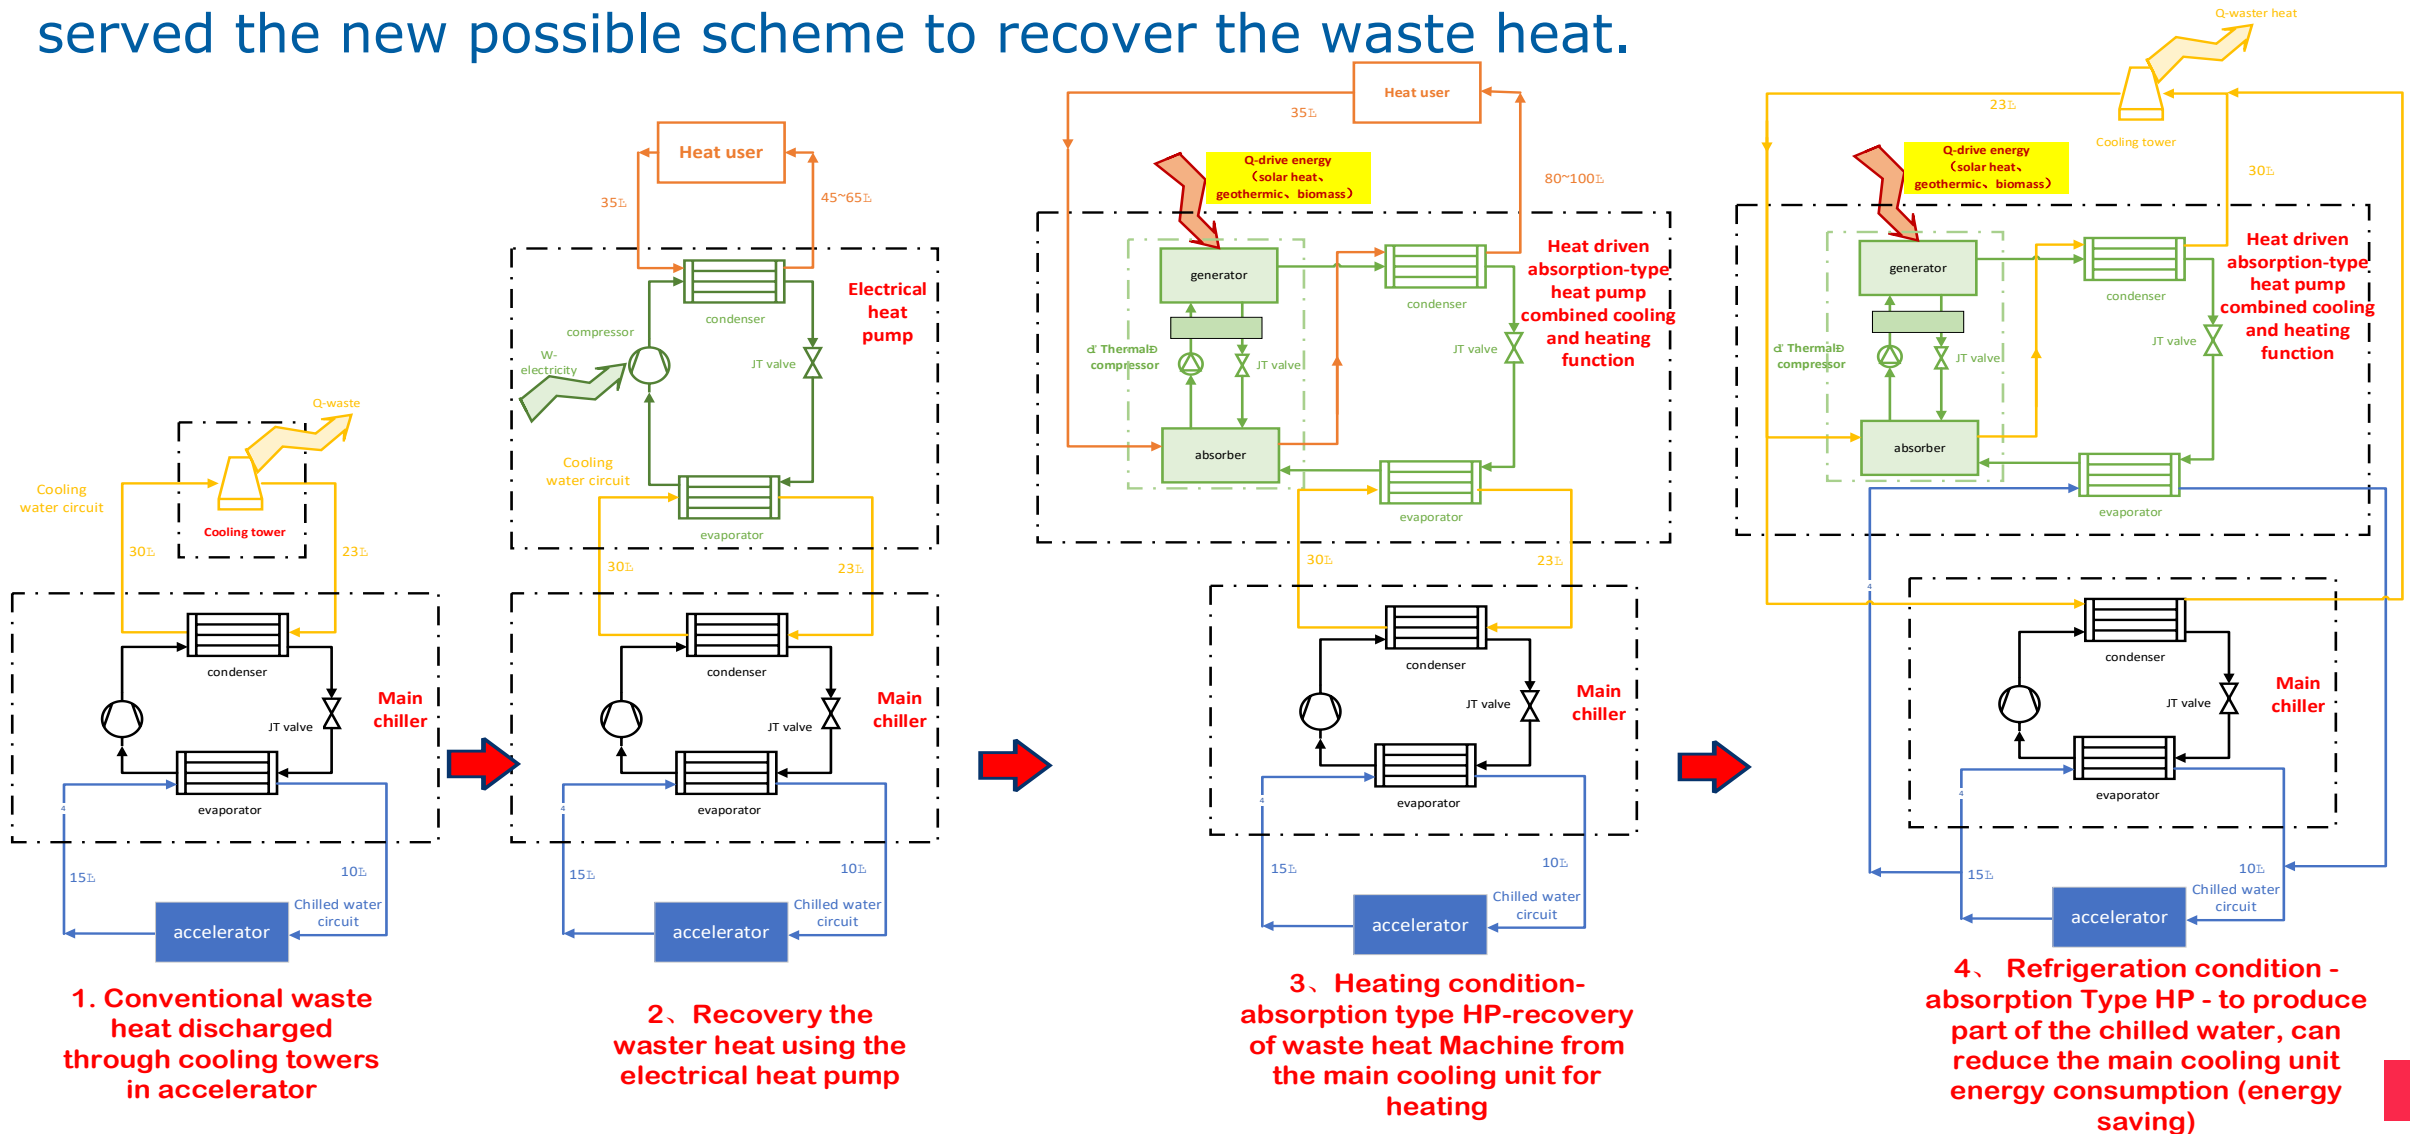 served the new possible scheme to recover the waste heat.
Q-waste
Cooling
water circuit
Cooling tower
30
23
condenser
JT valve
Main
chiller
evaporator
15
10
Chilled water
circuit
accelerator
1. Conventional waste
heat discharged
through cooling towers
in accelerator
Heat user
35
45~65
Electrical
heat
pump
condenser
compressor
W-
electricity
JT valve
Cooling
water circuit
evaporator
30
23
condenser
JT valve
Main
chiller
evaporator
15
10
Chilled water
circuit
accelerator
2、Recovery the
waster heat using the
electrical heat pump
Heat user
35
80~100
Q-drive energy
（solar heat、
geothermic、biomass）
generator
condenser
Heat driven
absorption-type
heat pump
combined cooling
and heating
function
Thermal
compressor
JT valve
JT valve
absorber
evaporator
30
23
condenser
JT valve
Main
chiller
evaporator
15
10
Chilled water
circuit
accelerator
3、Heating condition-
absorption type HP-recovery
of waste heat Machine from
the main cooling unit for
heating
Q-waster heat
23
Cooling tower
30
Q-drive energy
（solar heat、
geothermic、biomass）
generator
condenser
Heat driven
absorption-type
heat pump
combined cooling
and heating
function
Thermal
compressor
JT valve
JT valve
absorber
evaporator
condenser
JT valve
Main
chiller
evaporator
15
10
Chilled water
circuit
accelerator
4、 Refrigeration condition -
absorption Type HP - to produce
part of the chilled water, can
reduce the main cooling unit
energy consumption (energy
saving)